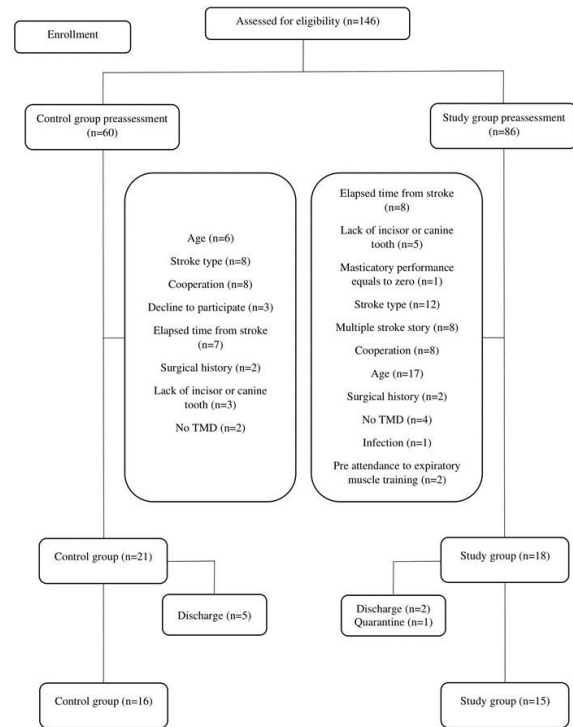 Enrollment
Assessed for eligibility (n=146)
Control group preassessment
(n=60)
Study group preassessment
(n=86)
Age (n=6)
Stroke type (n=8)
Cooperation (n=8)
Decline to participate (n=3)
Elapsed time from stroke
(n=7)
Surgical history (n=2)
Lack of incisor or canine
tooth (n=3)
No TMD (n=2)
Elapsed time from stroke
(n=8)
Lack of incisor or canine
tooth (n=5)
Masticatory performance
equals to zero (n=1)
Stroke type (n=12)
Multiple stroke story (n=8)
Cooperation (n=8)
Age (n=17)
Surgical history (n=2)
No TMD (n=4)
Infection (n=1)
Pre attendance to expiratory
muscle training (n=2)
Control group (n=21)
Study group (n=18)
Discharge (n=5)
Discharge (n=2)
Quarantine (n=1)
Control group (n=16)
Study group (n=15)